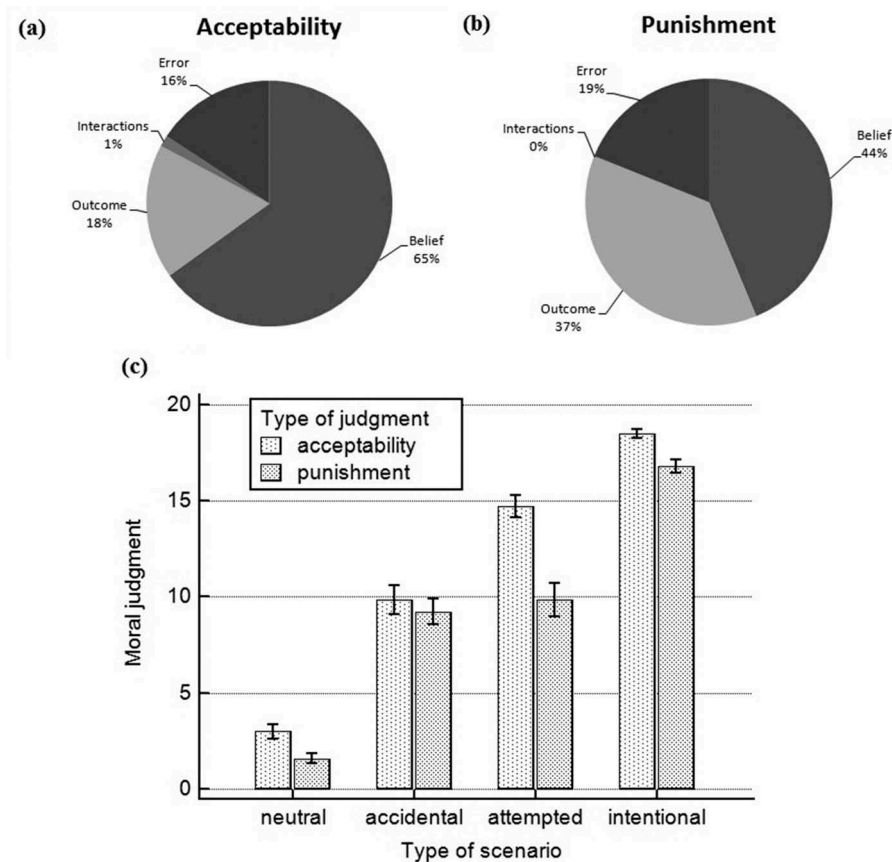 (a)
Acceptability
Error
16%
Interactions
1%
Outcome
18%
Belief
65%
(b)
Punishment
Error
19%
Interactions
0%
Belief
44%
Outcome
37%
(c)
Moral judgment
20
15
10
5
0
Type of judgment
acceptability
punishment
neutral accidental attempted intentional
Type of scenario